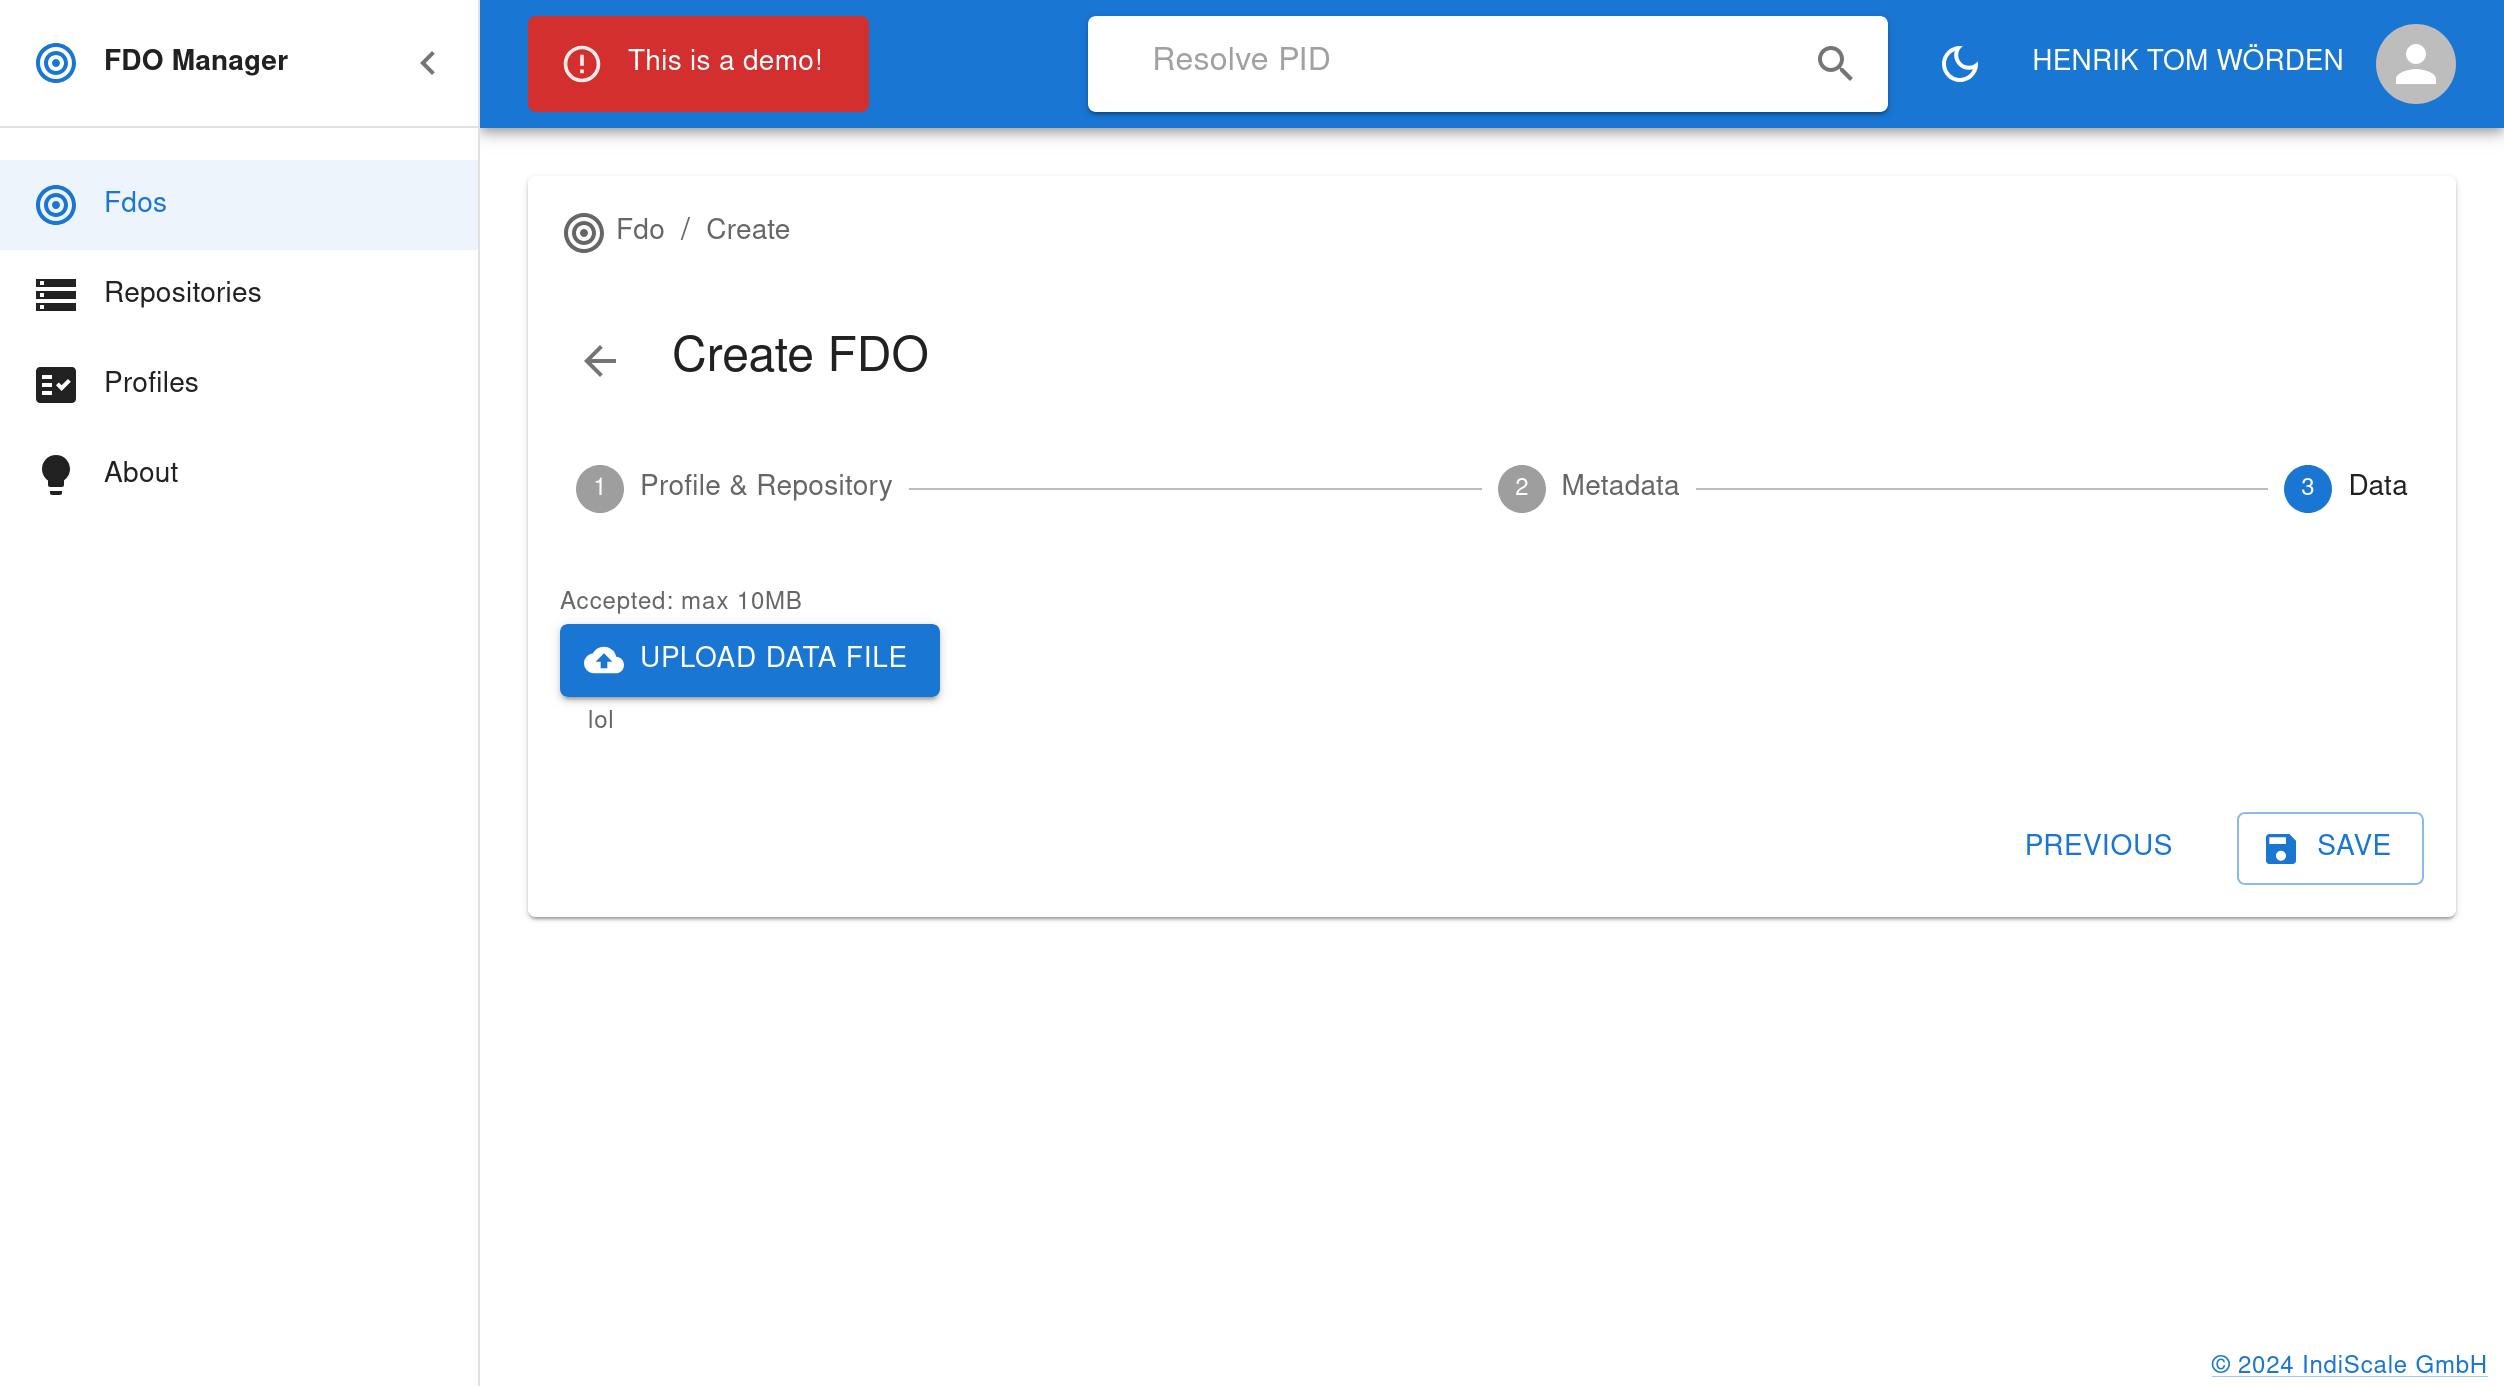 FDO Manager
This is a demo!
Resolve PID
HENRIK TOM WÖRDEN
Fdos
Repositories
Profiles
About
Fdo / Create
Create FDO
1 Profile & Repository
2 Metadata
3 Data
Accepted: max 10MB
UPLOAD DATA FILE
lol
PREVIOUS
SAVE
© 2024 IndiScale GmbH